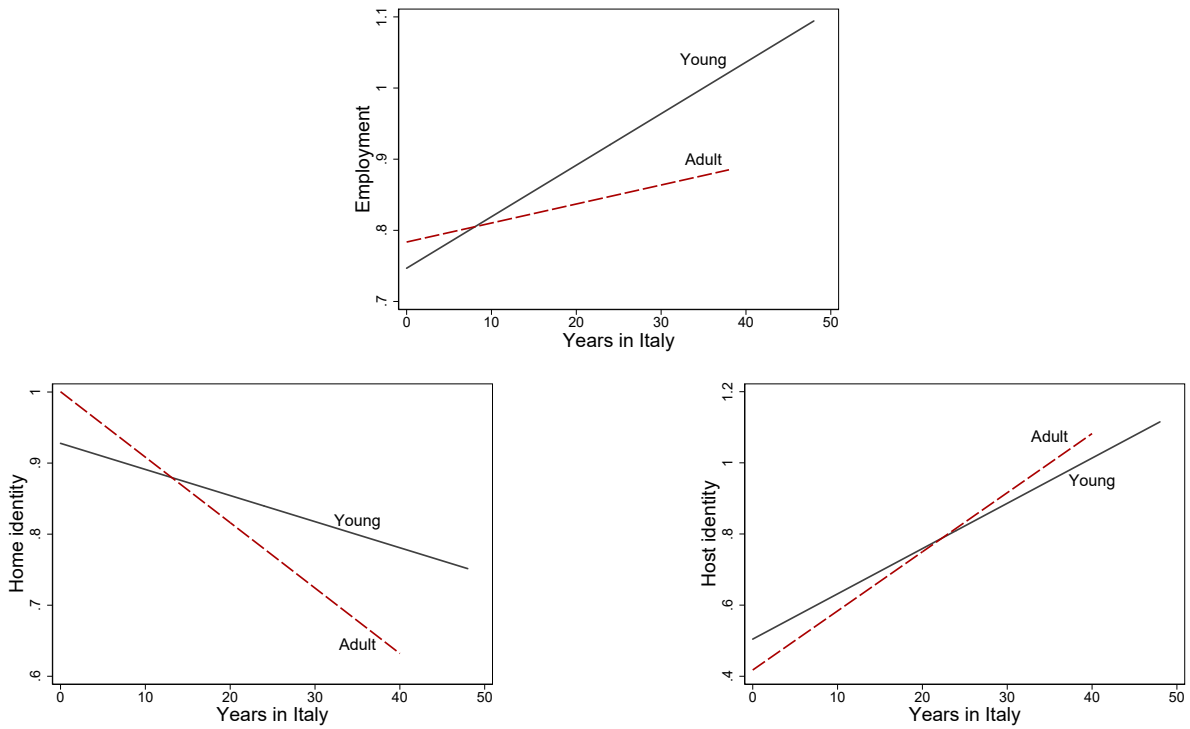 Employment
1.1
1
.9
.8
.7
Young
Adult
0 10 20 30 40 50
Years in Italy
Home identity
1
.9
.8
.7
.6
Young
Adult
0 10 20 30 40 50
Years in Italy
Host identity
1.2
1
.8
.6
.4
Adult
Young
0 10 20 30 40 50
Years in Italy